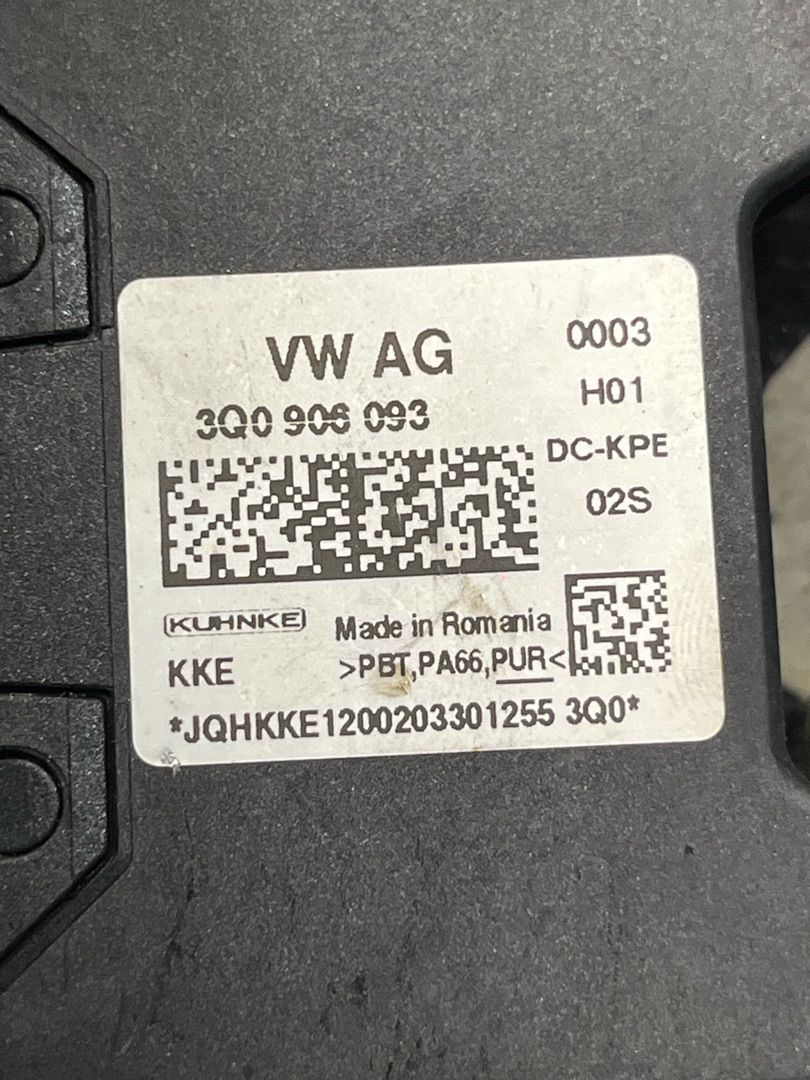 VW AG
3Q0 906 093
0003
H01
DC-KPE
02S
KUHNKE
Made in Romania
KKE
>PBT,PA66,PUR<
*JQHKKE1200203301255 3Q0*